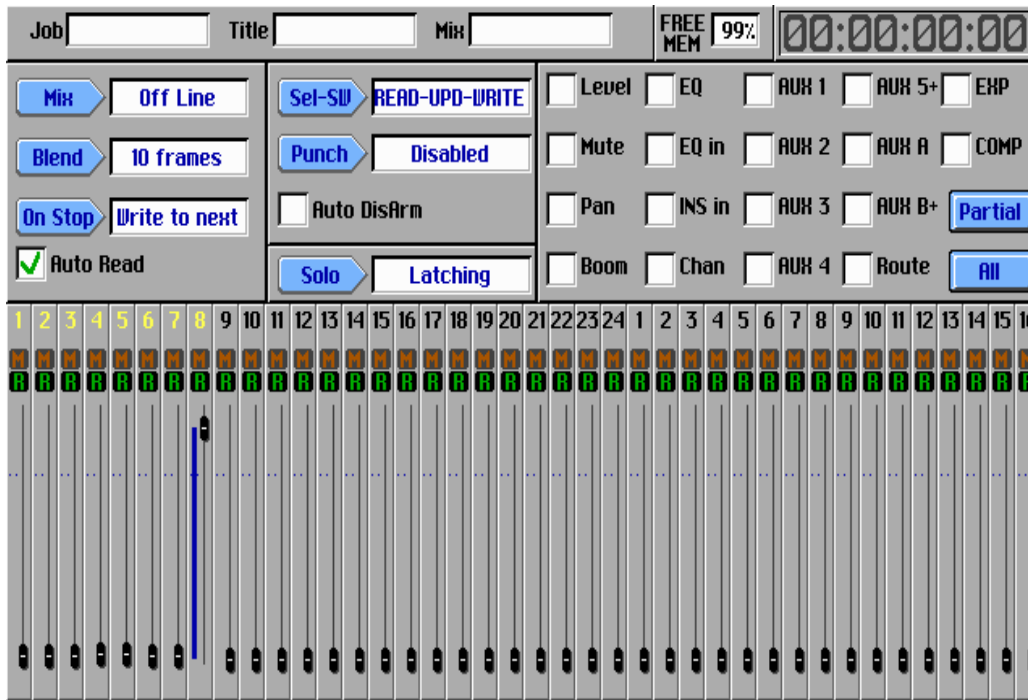 Job Title Mix FREE MEM 99% 00:00:00:00
Mix Off Line Sel-SW READ-UPD-WRITE Level EQ AUX 1 AUX 5+ EXP
Blend 10 frames Punch Disabled Mute EQ in AUX 2 AUX A COMP
On Stop Write to next Auto DisArm Pan INS in AUX 3 AUX B+ Partial
Auto Read Solo Latching Boom Chan AUX 4 Route All
1 2 3 4 5 6 7 8 9 10 11 12 13 14 15 16 17 18 19 20 21 22 23 24 1 2 3 4 5 6 7 8 9 10 11 12 13 14 15
M M M M M M M M M M M M M M M M M M M M M M M M M M M M M M M M M M M M M M M
R R R R R R R R R R R R R R R R R R R R R R R R R R R R R R R R R R R R R R R